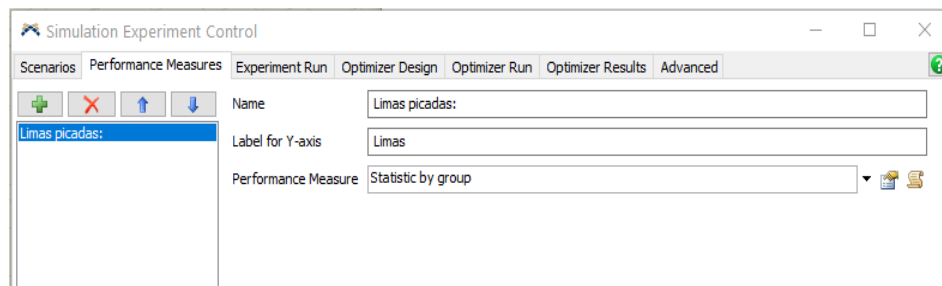 Simulation Experiment Control
Scenarios Performance Measures Experiment Run Optimizer Design Optimizer Run Optimizer Results Advanced
Name Limas picadas:
Limas picadas:
Label for Y-axis Limas
Performance Measure Statistic by group